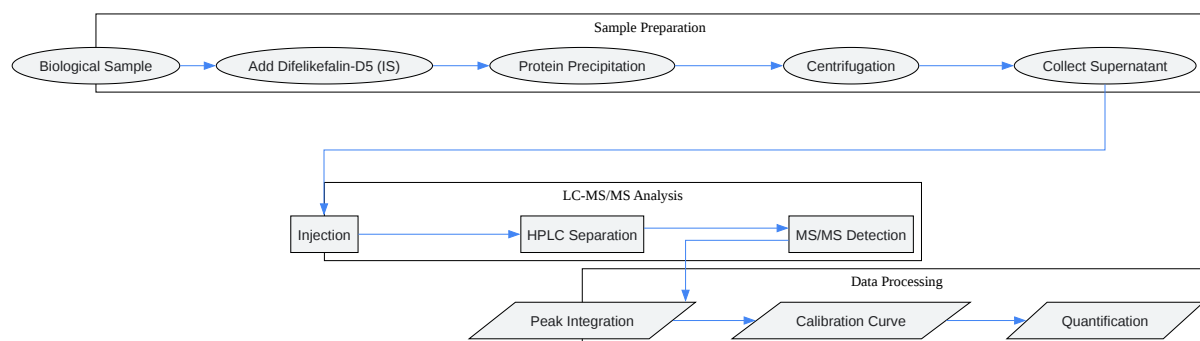 Sample Preparation
Biological Sample
Add Difelikefalin-D5 (IS)
Protein Precipitation
Centrifugation
Collect Supernatant
LC-MS/MS Analysis
Injection
HPLC Separation
MS/MS Detection
Data Processing
Peak Integration
Calibration Curve
Quantification